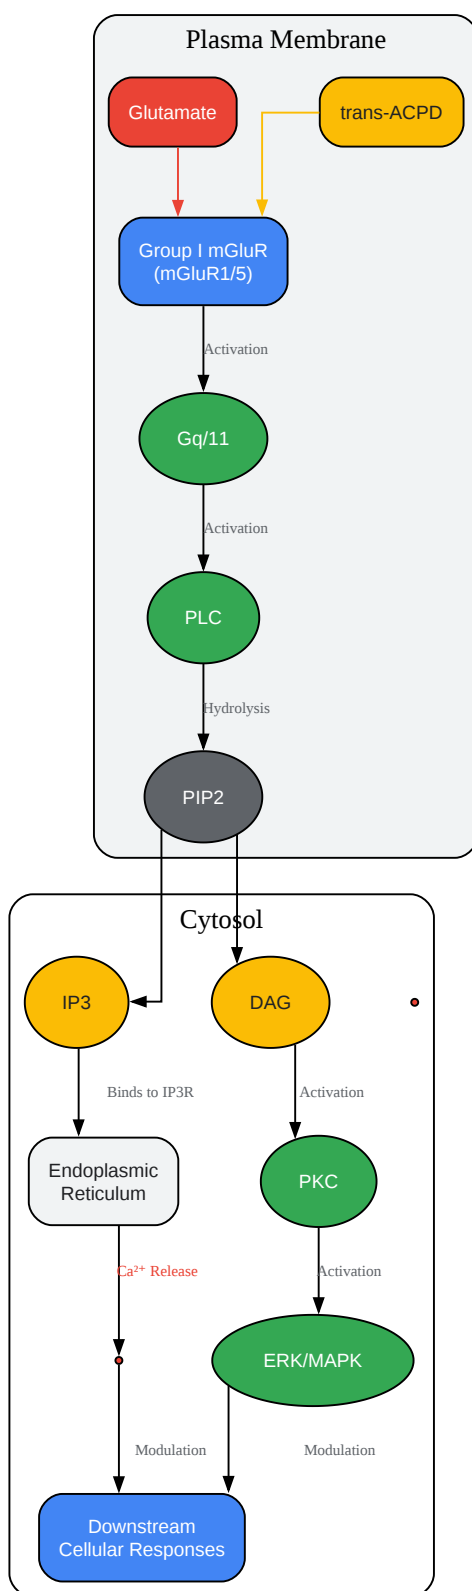 Plasma Membrane
Glutamate
trans-ACPD
Group I mGluR
(mGluR1/5)
Activation
Gq/11
Activation
PLC
Hydrolysis
PIP2
Cytosol
IP3
DAG
Binds to IP3R
Activation
Endoplasmic
Reticulum
PKC
Ca²⁺ Release
Activation
ERK/MAPK
Modulation
Modulation
Downstream
Cellular Responses